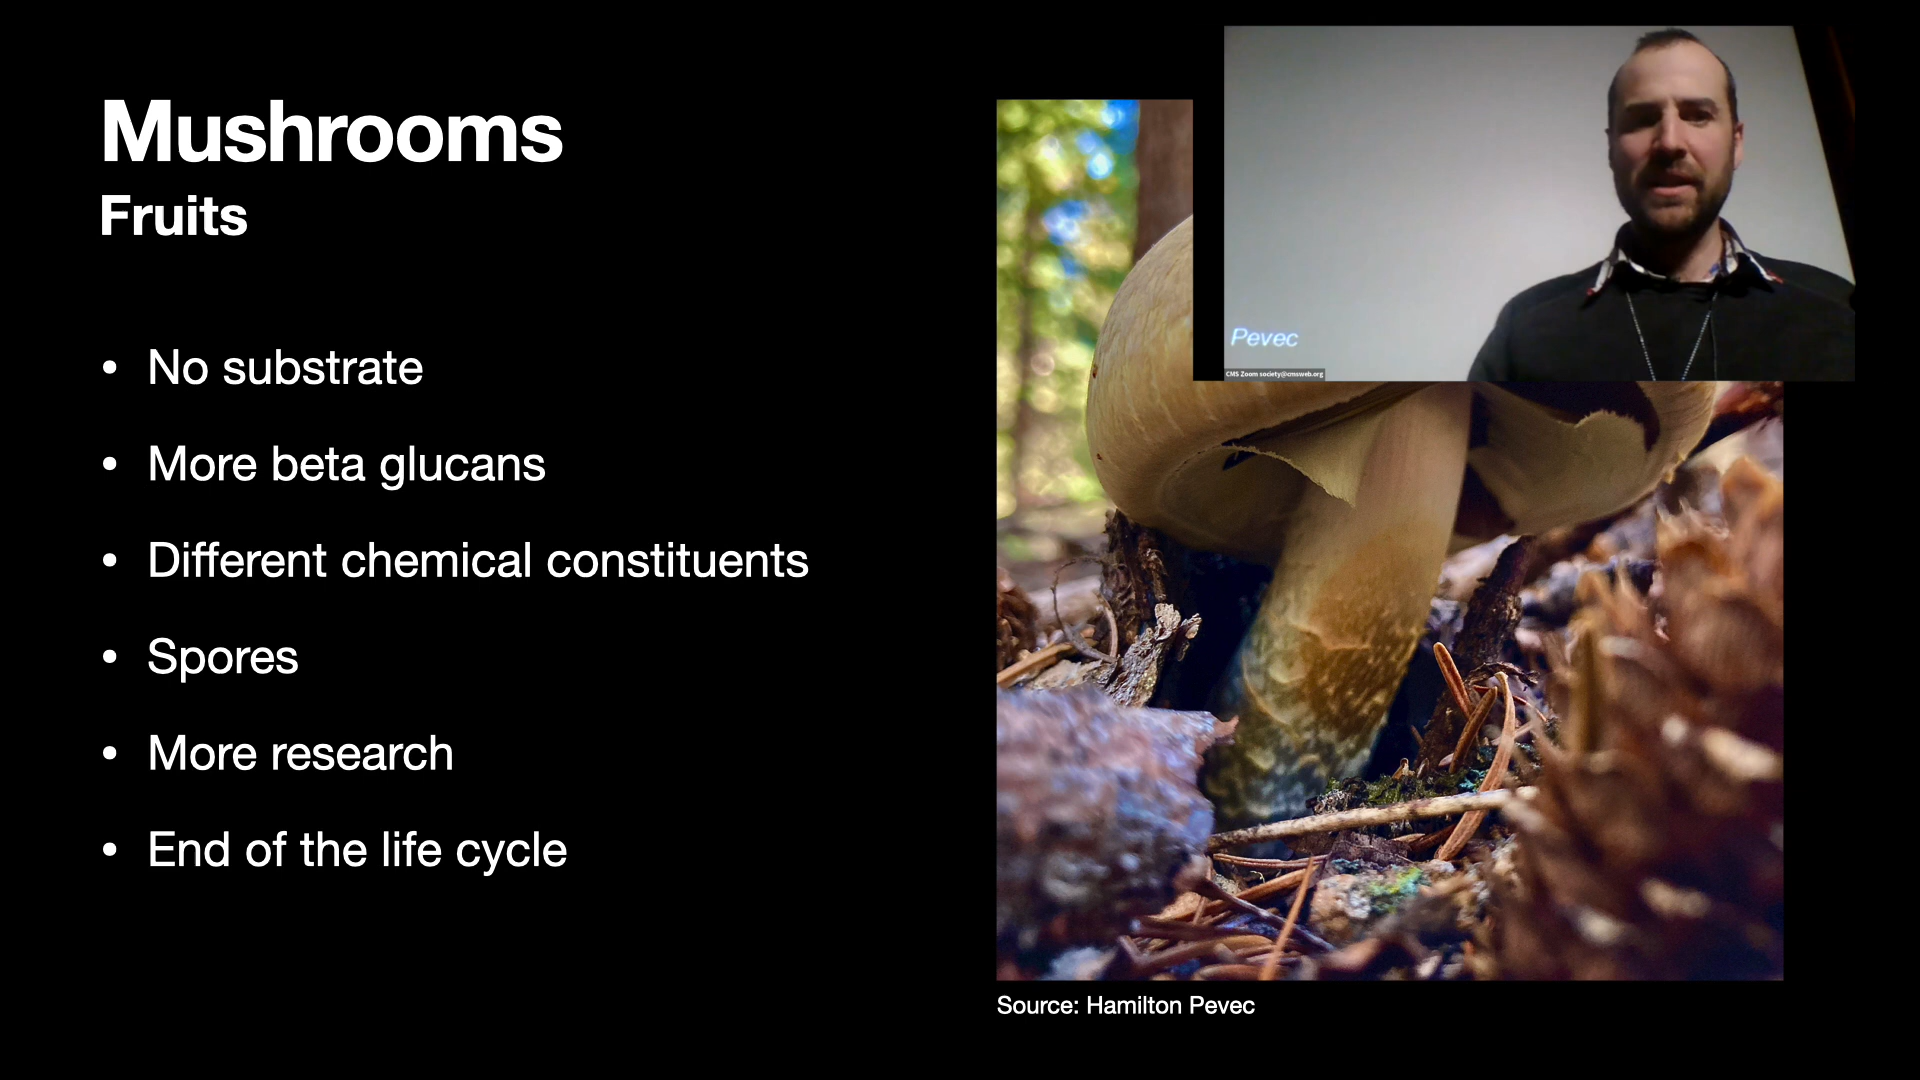 Mushrooms
Fruits
• No substrate
• More beta glucans
• Different chemical constituents
• Spores
• More research
• End of the life cycle
Pevec
CMS Zoom society@cmsweb.org
Source: Hamilton Pevec